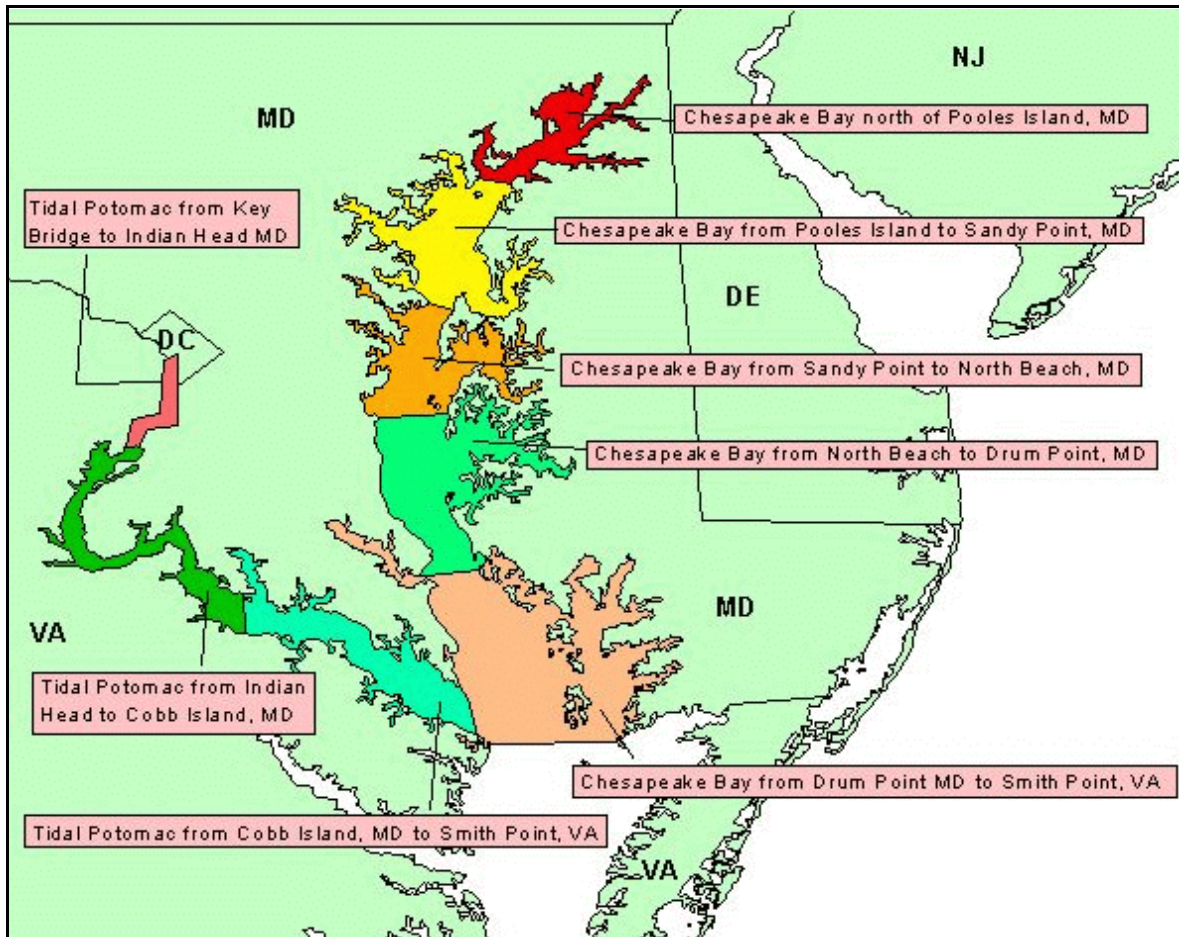 NJ
MD
Chesapeake Bay north of Pooles Island, MD
Tidal Potomac from Key
Bridge to Indian Head MD
Chesapeake Bay from Pooles Island to Sandy Point, MD
DE
DC
Chesapeake Bay from Sandy Point to North Beach, MD
Chesapeake Bay from North Beach to Drum Point, MD
MD
VA
Tidal Potomac from Indian
Head to Cobb Island, MD
Chesapeake Bay from Drum Point MD to Smith Point, VA
Tidal Potomac from Cobb Island, MD to Smith Point, VA
VA